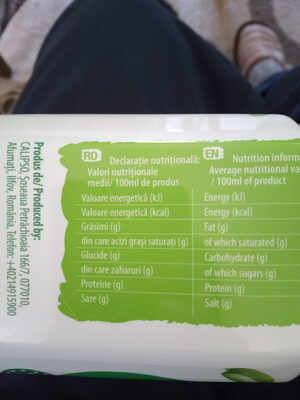 Produs de/ Produced by:
CALIPSO, Șoseaua Petrăchioaia 166/7, 077010,
Afumați, Ilfov, România, Telefon: ++40214915900
RO Declarație nutrițională:
Valori nutriționale
medii/ 100ml de produs
Valoare energetică (kJ)
Valoare energetică (kcal)
Grăsimi (g)
din care acizi grași saturați (g)
Glucide (g)
din care zaharuri (g)
Proteine (g)
Sare (g)
EN Nutrition inform
Average nutritional va
/ 100ml of product
Energy (kJ)
Energy (kcal)
Fat (g)
of which saturated (g)
Carbohydrate (g)
of which sugars (g)
Protein (g)
Salt (g)